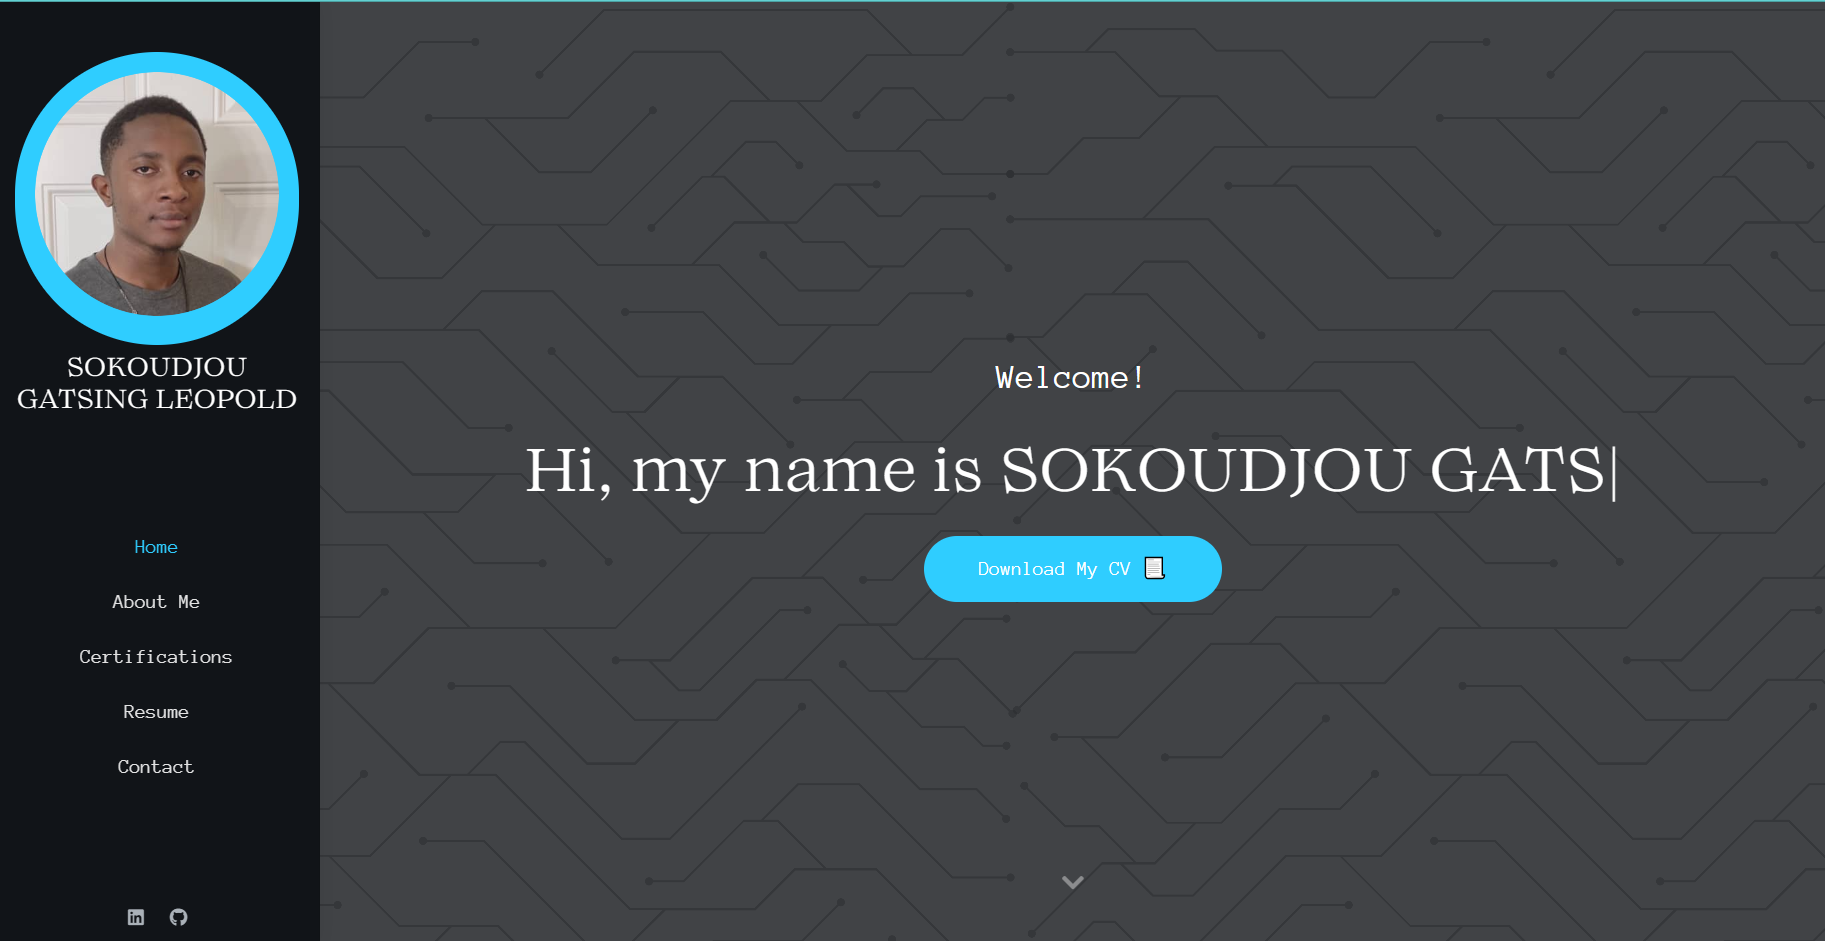 SOKOUDJOU
GATSING LEOPOLD
Home
About Me
Certifications
Resume
Contact
in
Welcome!
Hi, my name is SOKOUDJOU GATS|
Download My CV